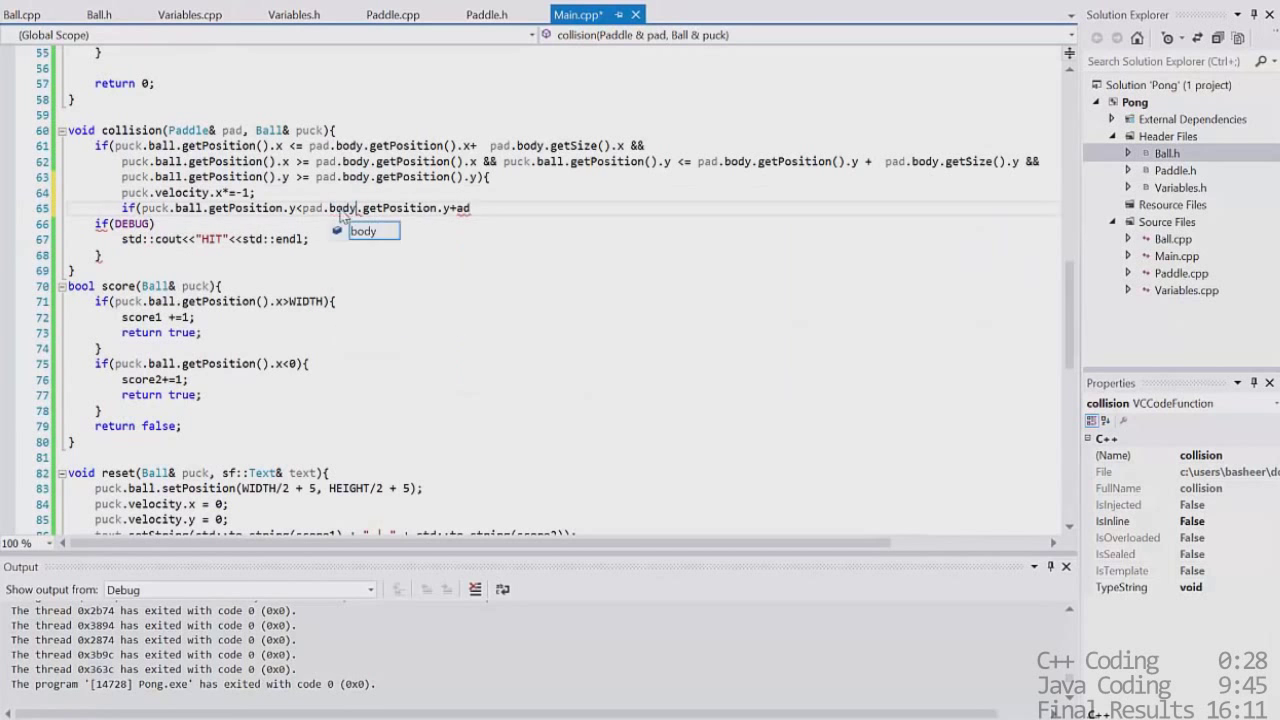 Ball.cpp Ball.h Variables.cpp Variables.h Paddle.cpp Paddle.h Main.cpp*
(Global Scope) collision(Paddle & pad, Ball & puck)
55 }
56
57 return 0;
58 }
59
60 void collision(Paddle& pad, Ball& puck){
61 if(puck.ball.getPosition().x <= pad.body.getPosition().x+  pad.body.getSize().x &&
62 puck.ball.getPosition().x >= pad.body.getPosition().x && puck.ball.getPosition().y <= pad.body.getPosition().y +  pad.body.getSize().y &&
63 puck.ball.getPosition().y >= pad.body.getPosition().y){
64 puck.velocity.x*=-1;
65 if(puck.ball.getPosition.y<pad.body.getPosition.y+ad
66 if(DEBUG)
body
67 std::cout<<"HIT"<<std::endl;
68 }
69 }
70 bool score(Ball& puck){
71 if(puck.ball.getPosition().x>WIDTH){
72 score1 +=1;
73 return true;
74 }
75 if(puck.ball.getPosition().x<0){
76 score2+=1;
77 return true;
78 }
79 return false;
80 }
81
82 void reset(Ball& puck, sf::Text& text){
83 puck.ball.setPosition(WIDTH/2 + 5, HEIGHT/2 + 5);
84 puck.velocity.x = 0;
85 puck.velocity.y = 0;
100 %
Output
Show output from: Debug
The thread 0x2b74 has exited with code 0 (0x0).
The thread 0x3894 has exited with code 0 (0x0).
The thread 0x2874 has exited with code 0 (0x0).
The thread 0x3b9c has exited with code 0 (0x0).
The thread 0x363c has exited with code 0 (0x0).
The program '[14728] Pong.exe' has exited with code 0 (0x0).
Solution Explorer
Search Solution Explorer (Ctrl+;)
Solution 'Pong' (1 project)
Pong
External Dependencies
Header Files
Ball.h
Paddle.h
Variables.h
Source Files
Ball.cpp
Main.cpp
Paddle.cpp
Variables.cpp
Properties
collision VCCodeFunction
C++
(Name) collision
File c:\users\basheer\do
FullName collision
IsInjected False
IsInline False
IsOverloaded False
IsSealed False
IsTemplate False
TypeString void
C++ Coding 0:28
Java Coding 9:45
Final Results 16:11
C++